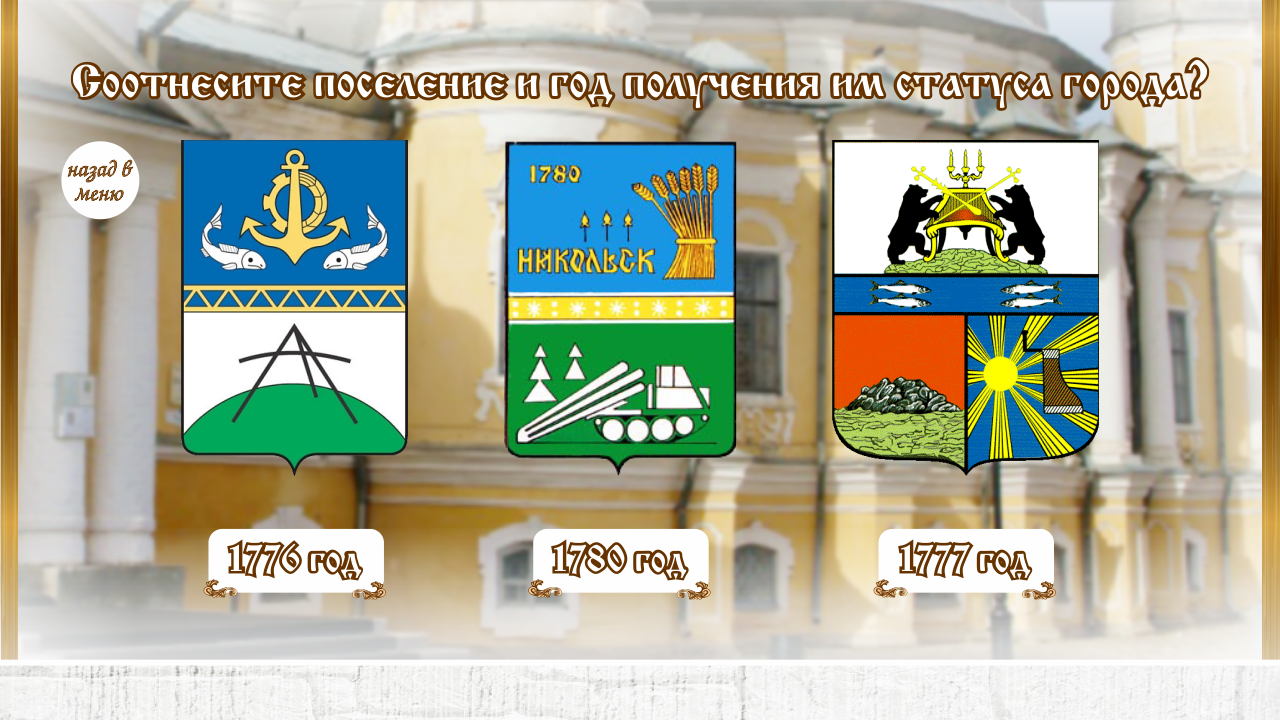 Соотнесите поселение и год получения им статуса города?
назад в
меню
1780
НИКОЛЬСК
1776 год
1780 год
1777 год